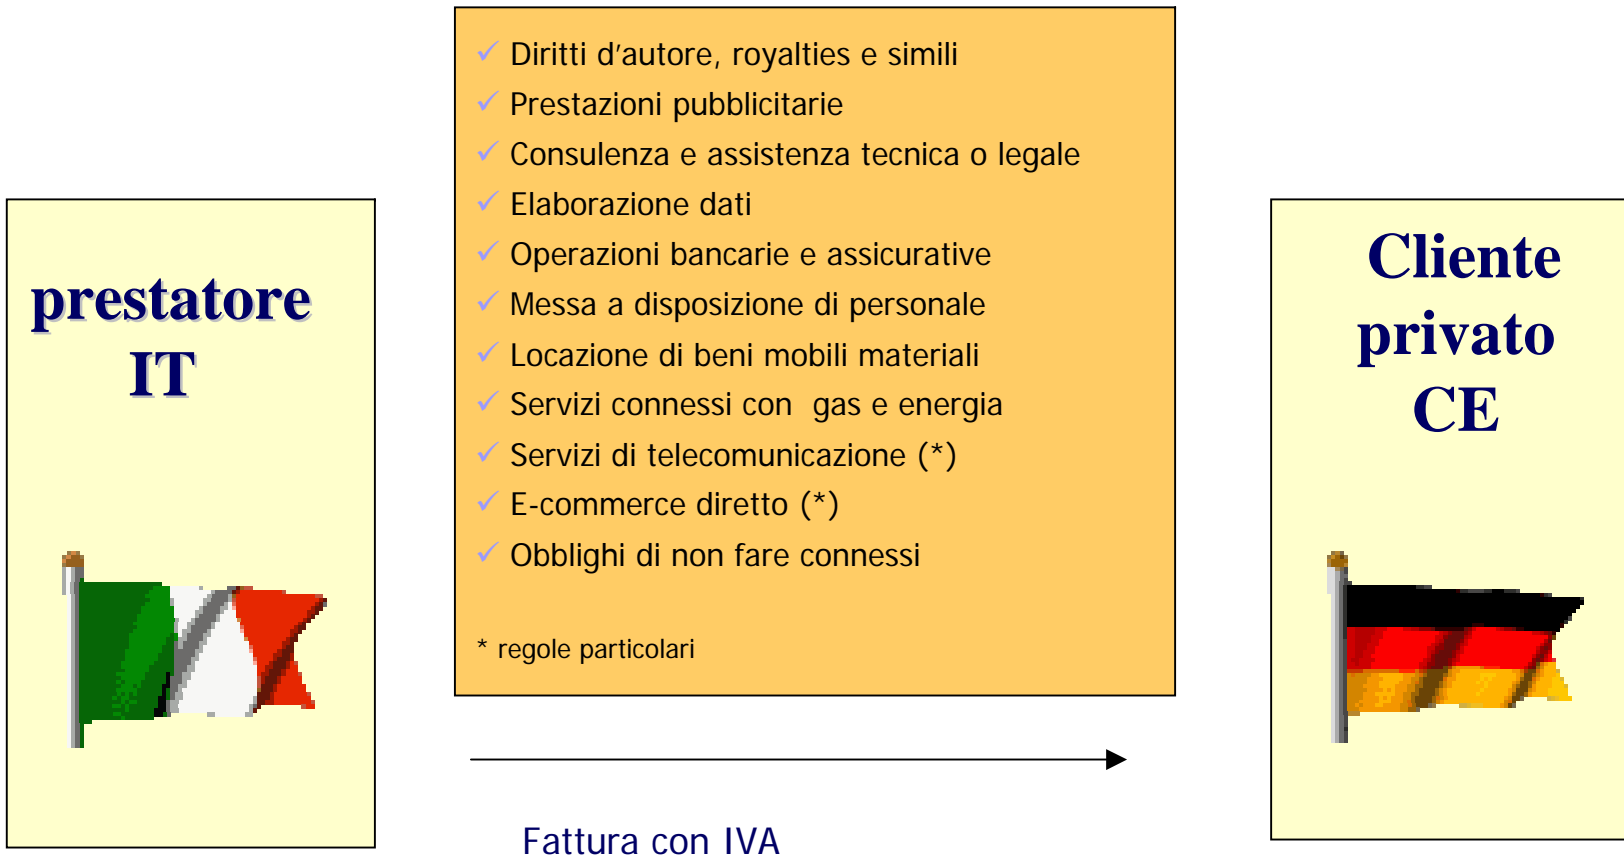 ✓ Diritti d’autore, royalties e simili
✓ Prestazioni pubblicitarie
✓ Consulenza e assistenza tecnica o legale
✓ Elaborazione dati
✓ Operazioni bancarie e assicurative
✓ Messa a disposizione di personale
✓ Locazione di beni mobili materiali
✓ Servizi connessi con gas e energia
✓ Servizi di telecomunicazione (*)
✓ E-commerce diretto (*)
✓ Obblighi di non fare connessi
* regole particolari
prestatore
IT
Cliente
privato
CE
Fattura con IVA